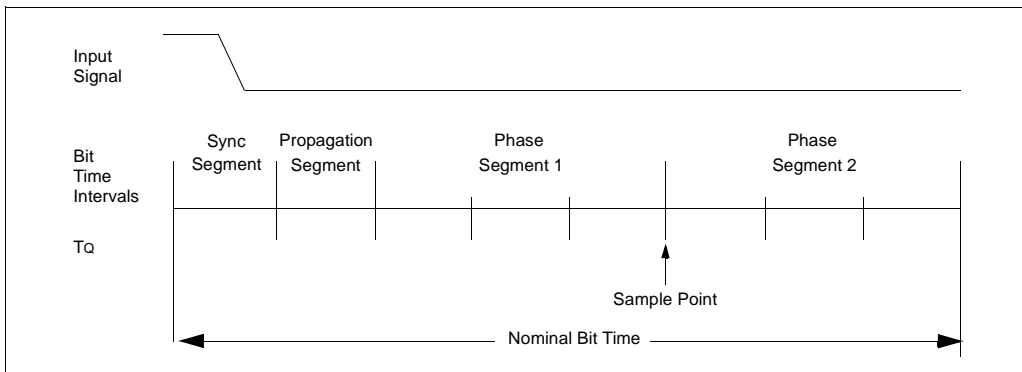 Input
Signal
Bit
Time
Intervals
Sync
Segment
Propagation
Segment
Phase
Segment 1
Phase
Segment 2
TQ
Sample Point
Nominal Bit Time